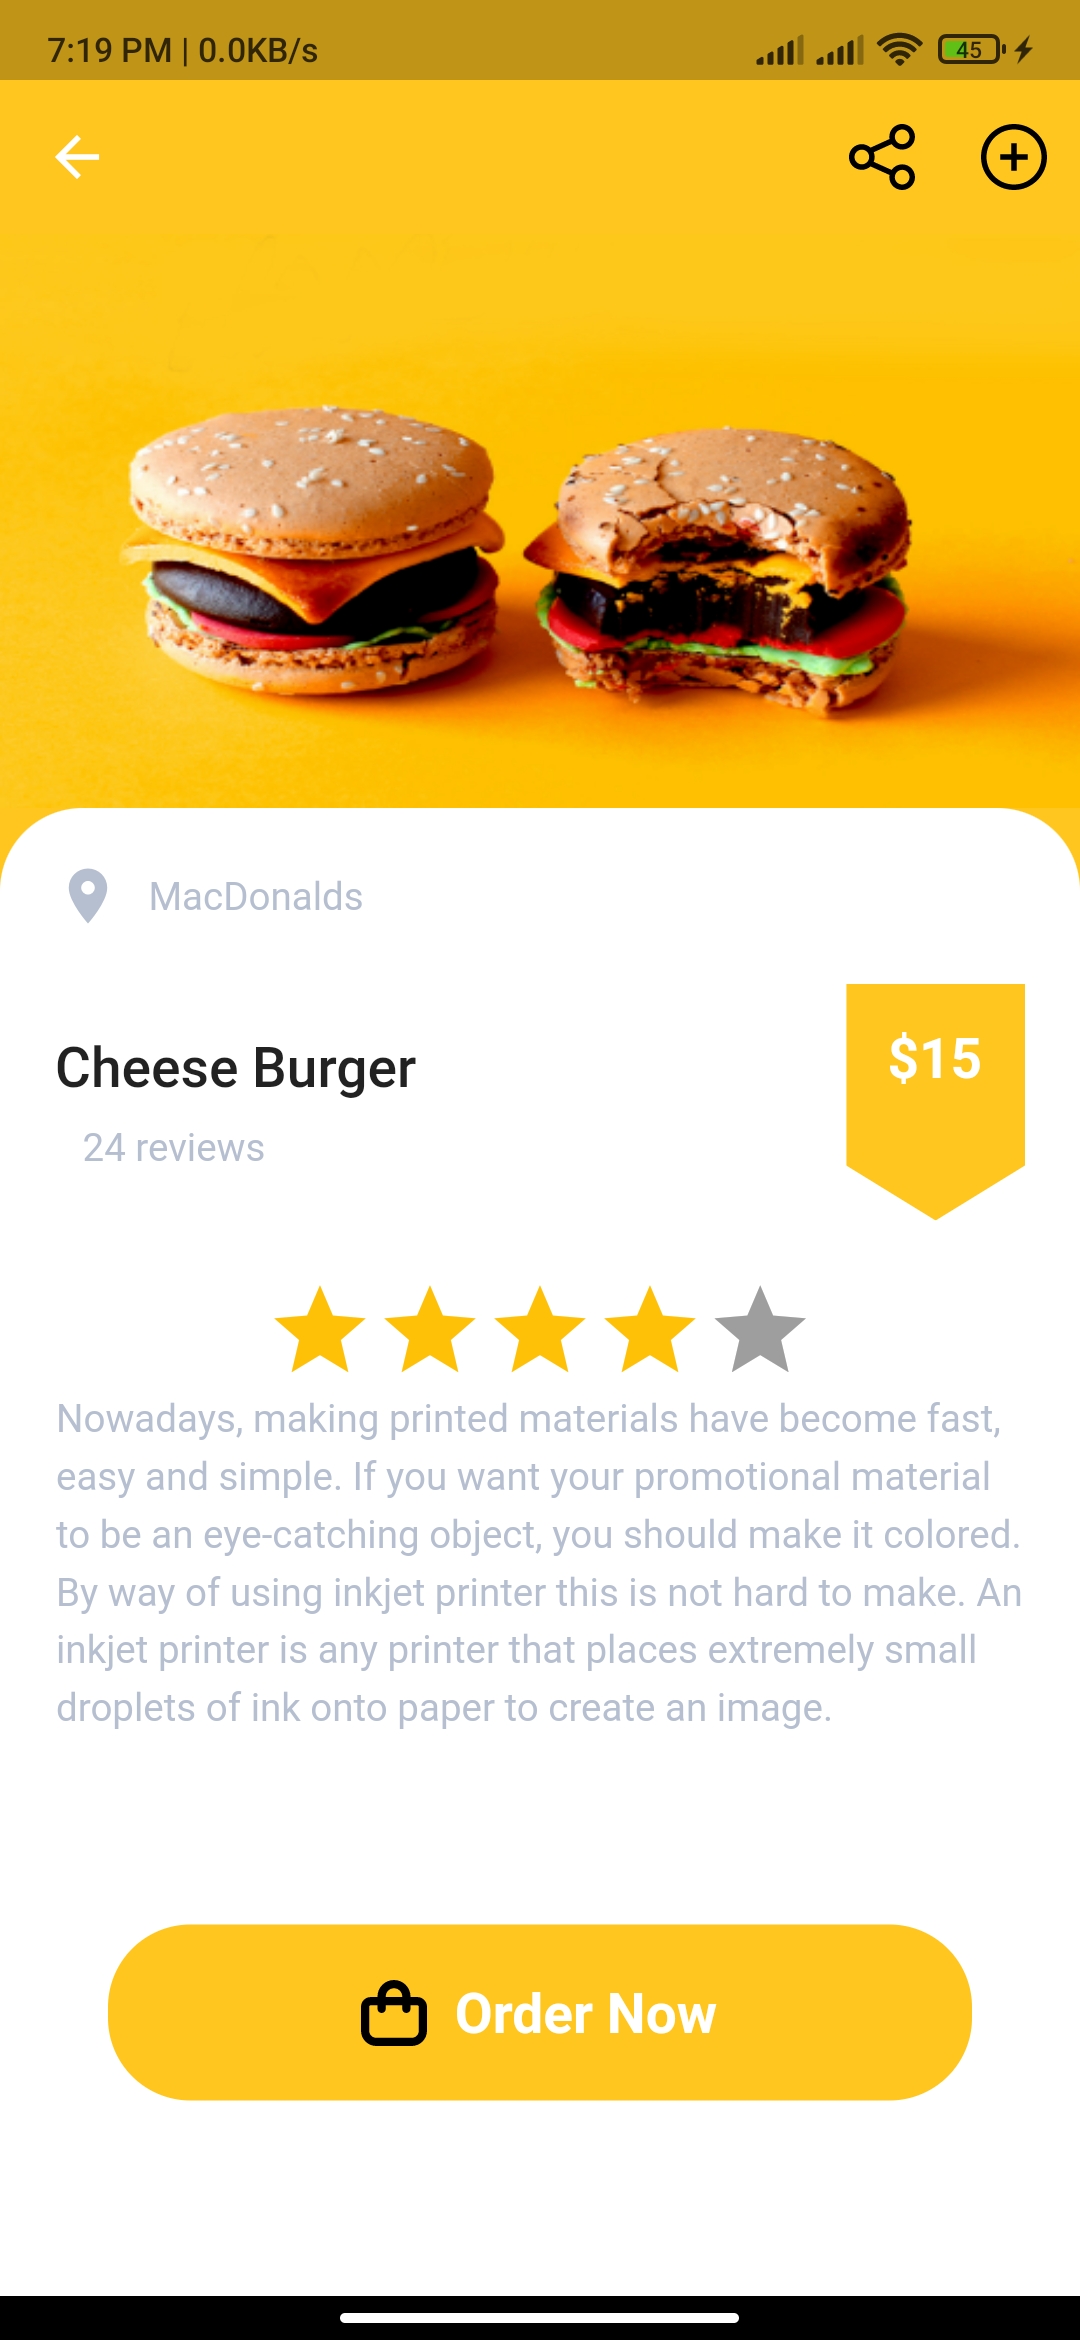 7:19 PM | 0.0KB/s
45
MacDonalds
Cheese Burger
$15
24 reviews
Nowadays, making printed materials have become fast,
easy and simple. If you want your promotional material
to be an eye-catching object, you should make it colored.
By way of using inkjet printer this is not hard to make. An
inkjet printer is any printer that places extremely small
droplets of ink onto paper to create an image.
Order Now